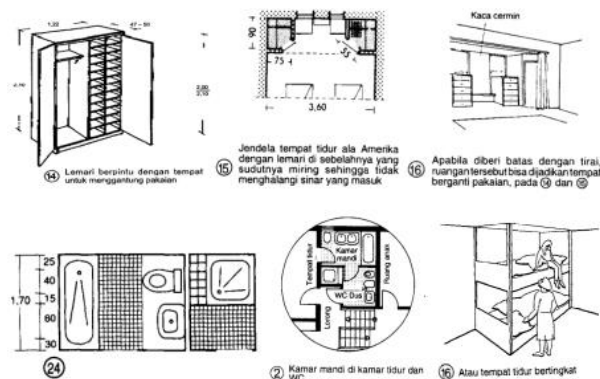 1,22
47 – 50
2,00
2,10
⑭ Lemari berpintu dengan tempat
untuk menggantung pakaian
90
75
55
3,60
⑮ Jendela tempat tidur ala Amerika
dengan lemari di sebelahnya yang
sudutnya miring sehingga tidak
menghalangi sinar yang masuk
Kaca cermin
⑯ Apabila diberi batas dengan tirai,
ruangan tersebut bisa dijadikan tempat
berganti pakaian, pada ⑭ dan ⑮
1,70
25
40
15
60
30
㉔
Tempat tidur
Kamar
mandi
Ruang anak
WC-Dus
Lorong
② Kamar mandi di kamar tidur dan
WC
⑯ Atau tempat tidur bertingkat